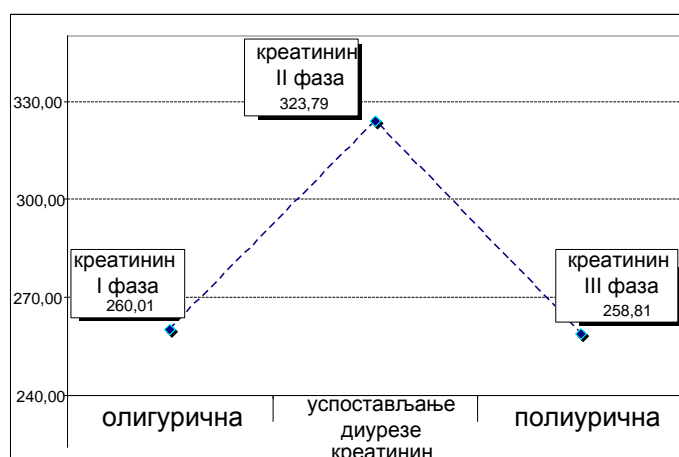 креатинин
II фаза
323,79
330,00
300,00
креатинин
I фаза
260,01
креатинин
III фаза
258,81
270,00
240,00
олигурична
успостављање
диурезе
полиурична
креатинин